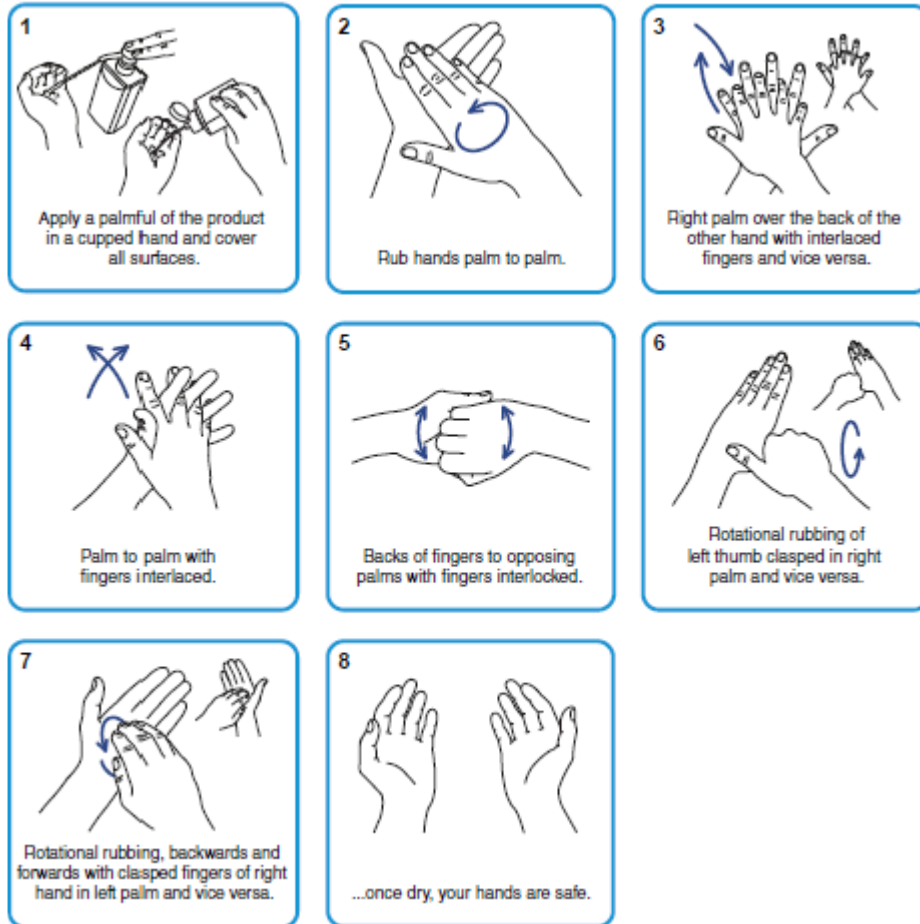 1
Apply a palmful of the product
in a cupped hand and cover
all surfaces.
2
Rub hands palm to palm.
3
Right palm over the back of the
other hand with interlaced
fingers and vice versa.
4
Palm to palm with
fingers interlaced.
5
Backs of fingers to opposing
palms with fingers interlocked.
6
Rotational rubbing of
left thumb clasped in right
palm and vice versa.
7
Rotational rubbing, backwards and
forwards with clasped fingers of right
hand in left palm and vice versa.
8
...once dry, your hands are safe.